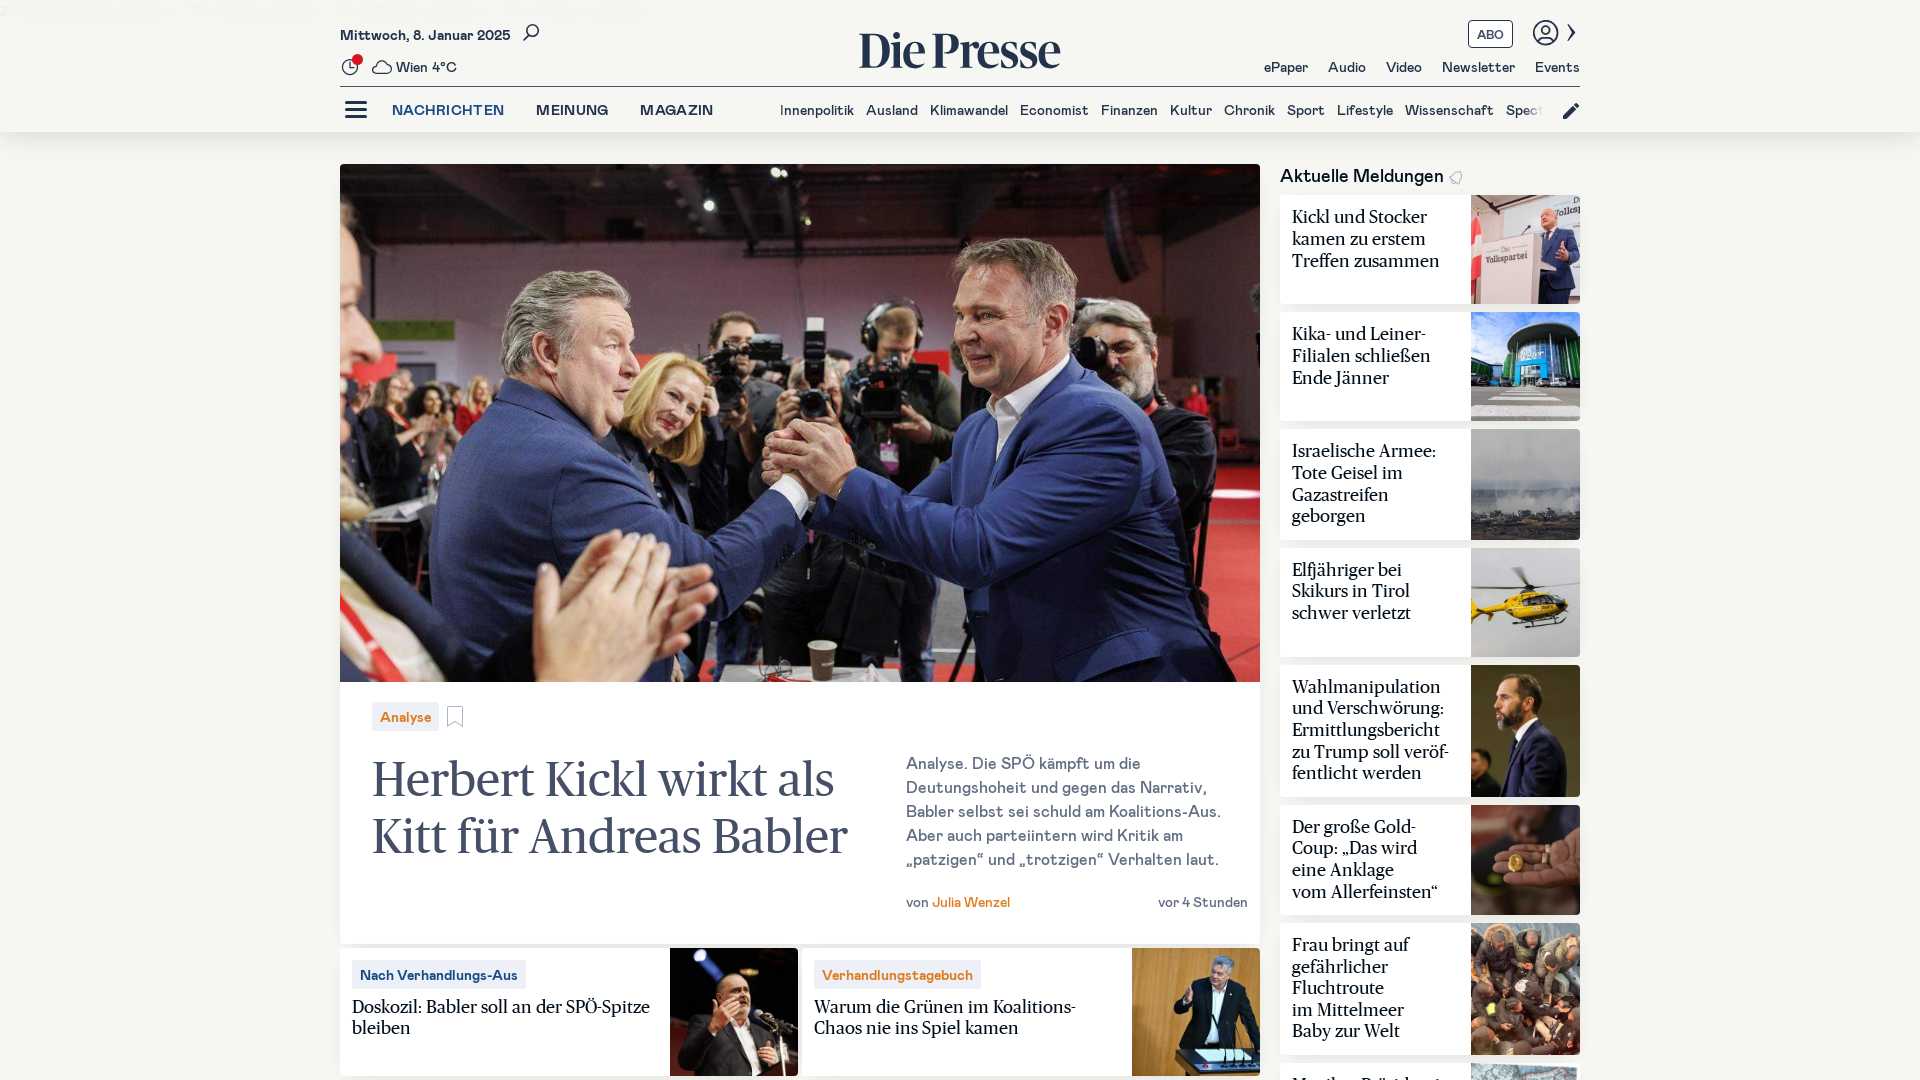 Mittwoch, 8. Januar 2025
Wien 4°C
Die Presse
ABO
ePaper Audio Video Newsletter Events
NACHRICHTEN MEINUNG MAGAZIN
Innenpolitik Ausland Klimawandel Economist Finanzen Kultur Chronik Sport Lifestyle Wissenschaft Spect
Analyse
Herbert Kickl wirkt als
Kitt für Andreas Babler
Analyse. Die SPÖ kämpft um die
Deutungshoheit und gegen das Narrativ,
Babler selbst sei schuld am Koalitions-Aus.
Aber auch parteiintern wird Kritik am
„patzigen“ und „trotzigen“ Verhalten laut.
von Julia Wenzel
vor 4 Stunden
Nach Verhandlungs-Aus
Doskozil: Babler soll an der SPÖ-Spitze
bleiben
Verhandlungstagebuch
Warum die Grünen im Koalitions-
Chaos nie ins Spiel kamen
Aktuelle Meldungen
Kickl und Stocker
kamen zu erstem
Treffen zusammen
Die
Volkspartei
Kika- und Leiner-
Filialen schließen
Ende Jänner
Israelische Armee:
Tote Geisel im
Gazastreifen
geborgen
Elfjähriger bei
Skikurs in Tirol
schwer verletzt
Wahlmanipulation
und Verschwörung:
Ermittlungsbericht
zu Trump soll veröf-
fentlicht werden
Der große Gold-
Coup: „Das wird
eine Anklage
vom Allerfeinsten“
Frau bringt auf
gefährlicher
Fluchtroute
im Mittelmeer
Baby zur Welt